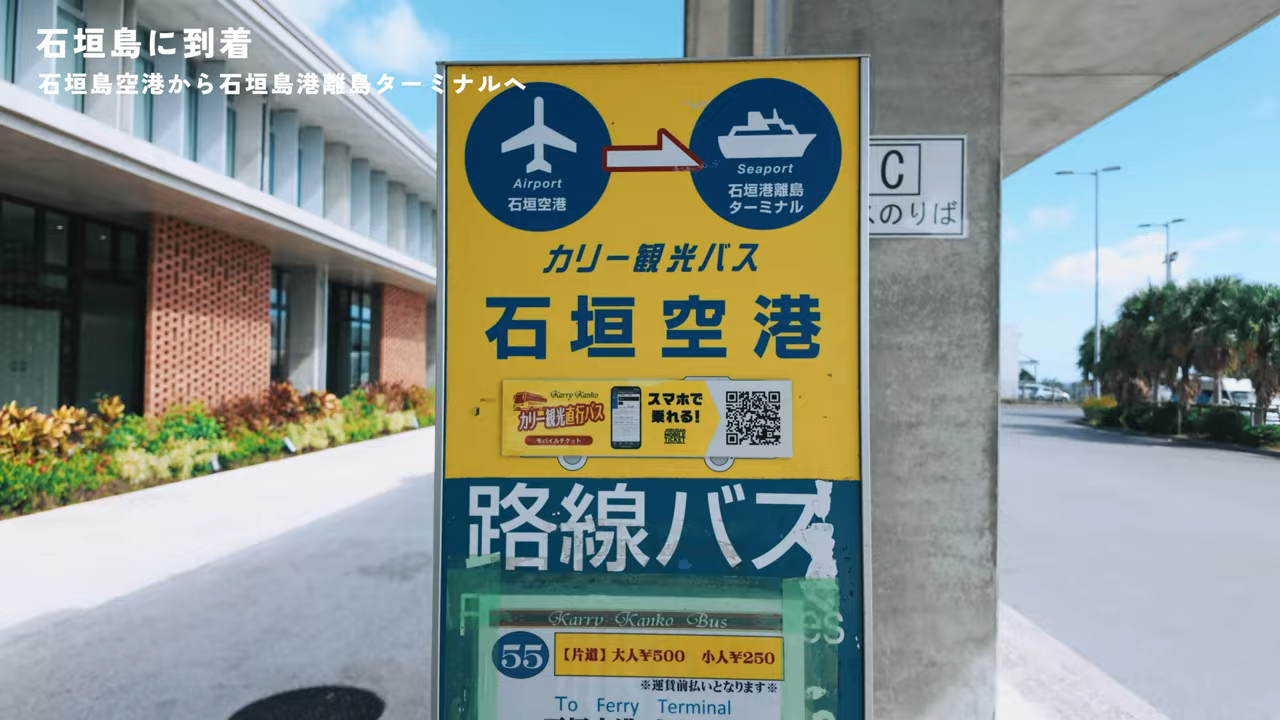 石垣島に到着
石垣島空港から石垣島港離島ターミナルへ
Airport
石垣空港
Seaport
石垣港離島
ターミナル
C
のりば
カリー観光バス
石垣空港
Karry Kanko
カリー観光直行バス
モバイルチケット
スマホで
乗れる!
路線バス
es
Karry Kanko Bus
55
【片道】大人¥500 小人¥250
※運賃前払いとなります※
To Ferry Terminal